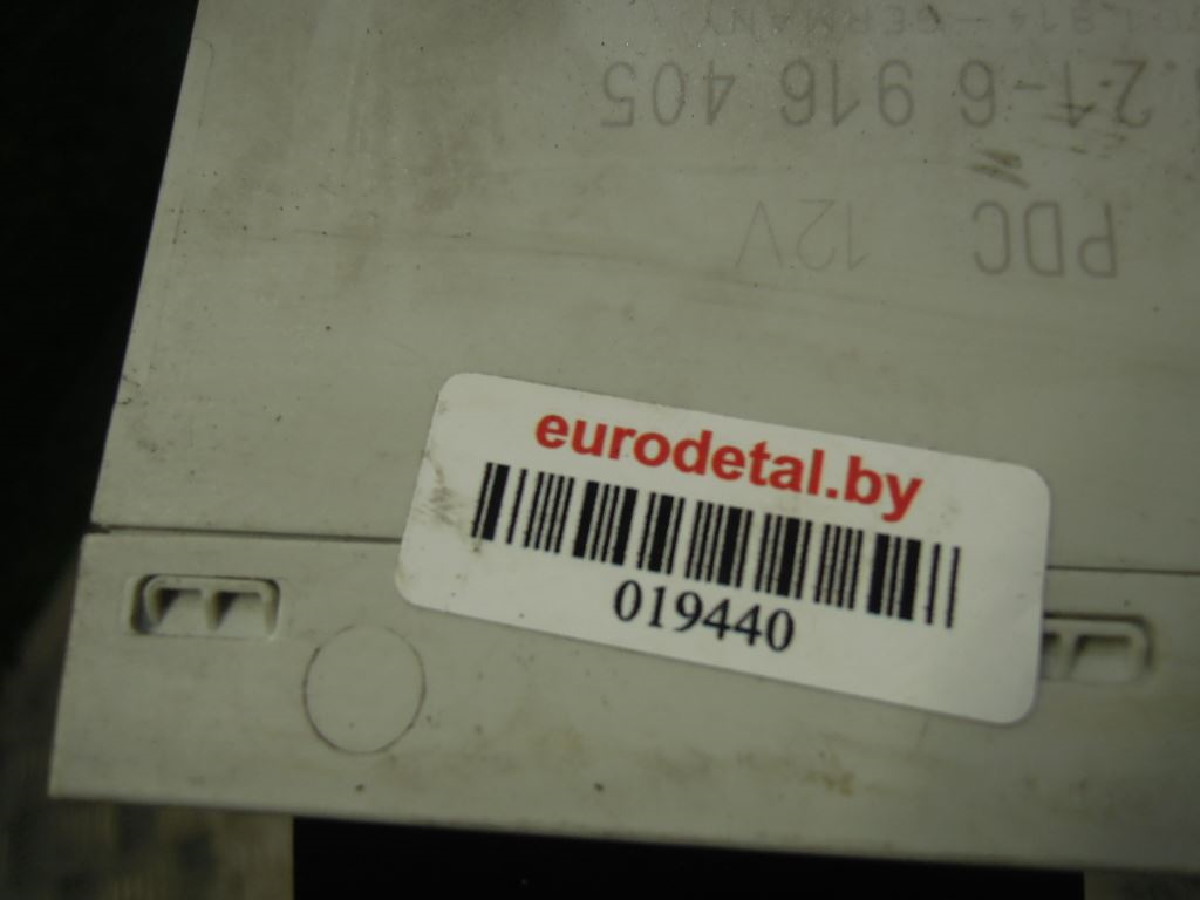 eurodetal.by
019440
PDC 12V
21-6 916 405
GERMANY